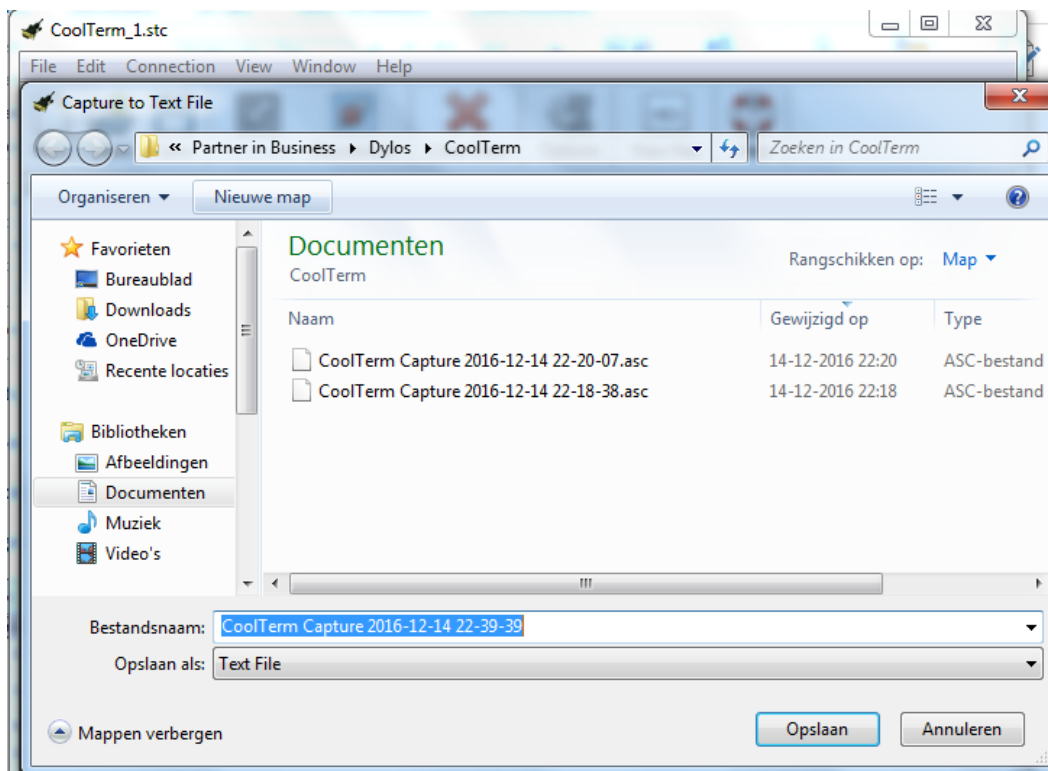 CoolTerm_1.stc
File Edit Connection View Window Help
Capture to Text File
« Partner in Business Dylos CoolTerm
Zoeken in CoolTerm
Organiseren Nieuwe map
Favorieten
Bureaublad
Downloads
OneDrive
Recente locaties
Bibliotheken
Afbeeldingen
Documenten
Muziek
Video's
Documenten
CoolTerm
Rangschikken op: Map
Naam Gewijzigd op Type
CoolTerm Capture 2016-12-14 22-20-07.asc 14-12-2016 22:20 ASC-bestand
CoolTerm Capture 2016-12-14 22-18-38.asc 14-12-2016 22:18 ASC-bestand
Bestandsnaam: CoolTerm Capture 2016-12-14 22-39-39
Opslaan als: Text File
Mappen verbergen
Opslaan Annuleren